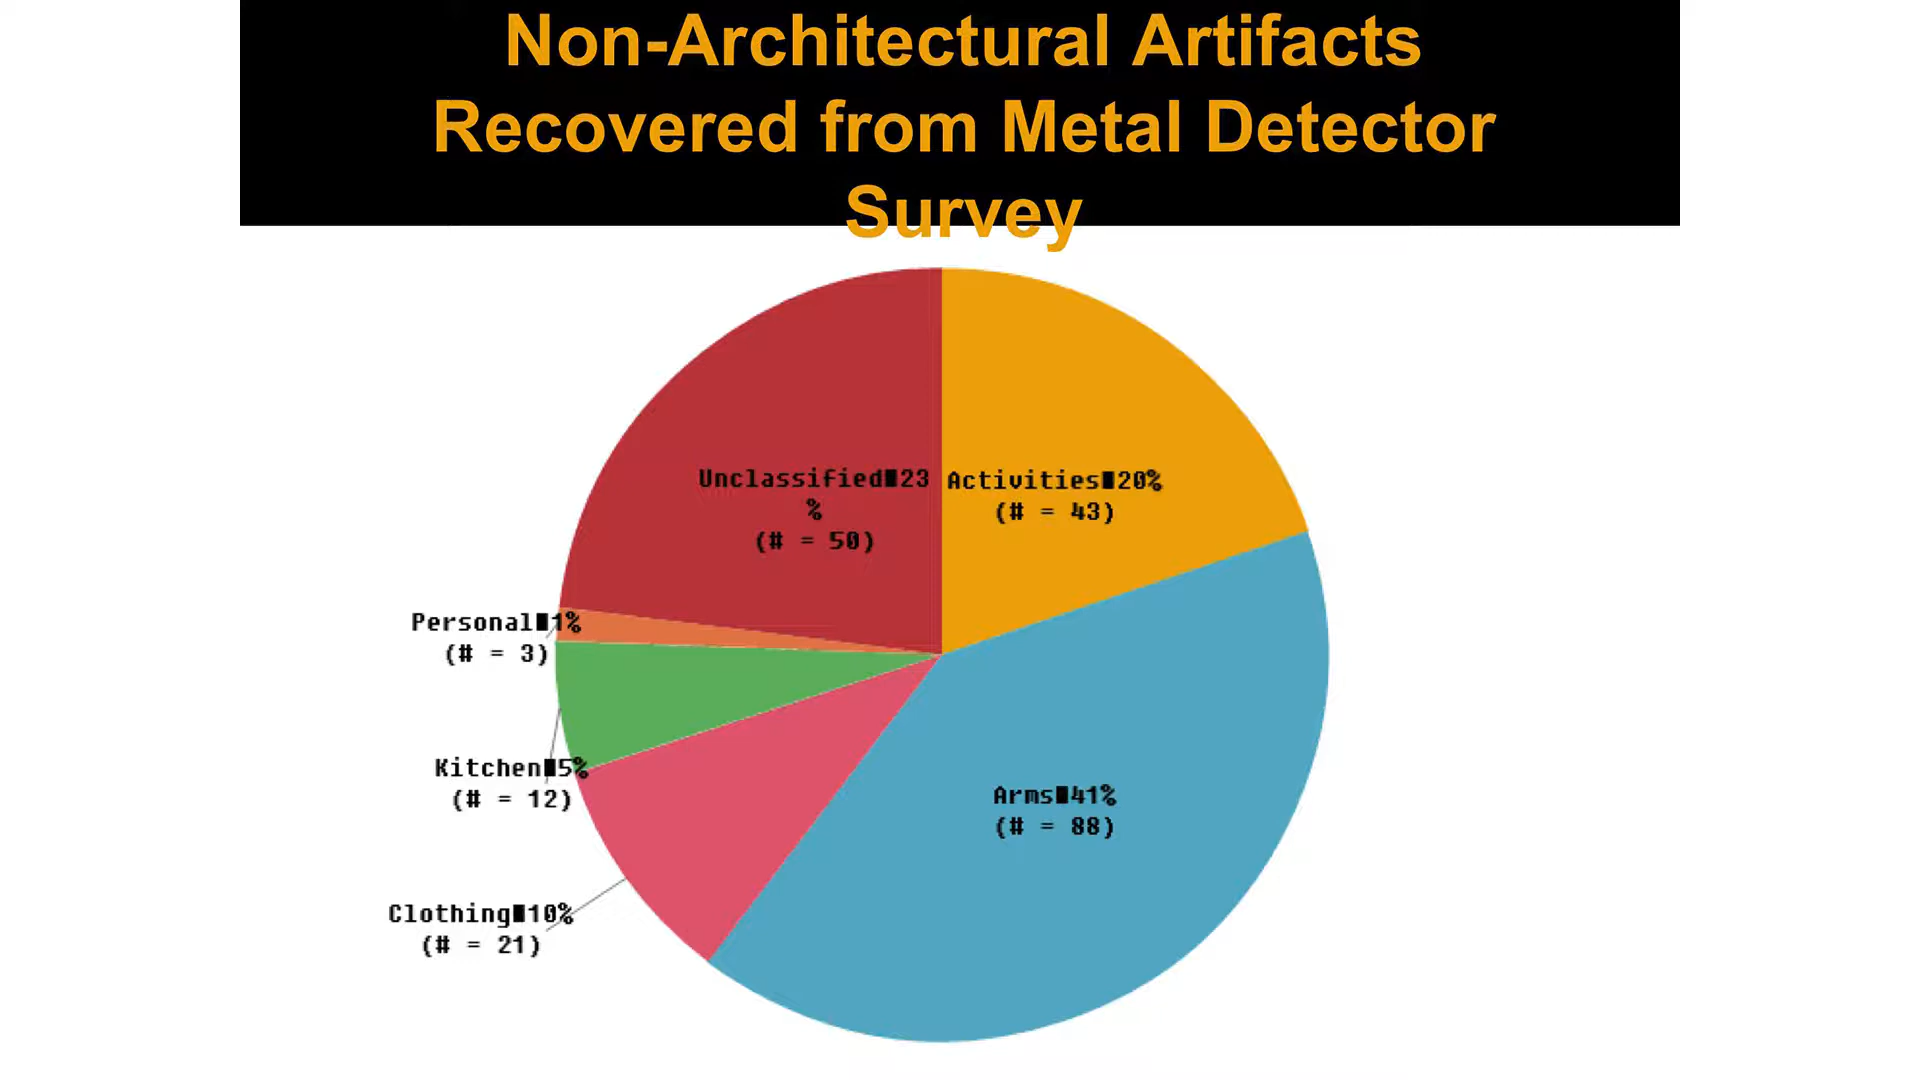 Non-Architectural Artifacts
Recovered from Metal Detector
Survey
Unclassified■23
%
(# = 50)
Activities■20%
(# = 43)
Personal■1%
(# = 3)
Kitchen■5%
(# = 12)
Arms■41%
(# = 88)
Clothing■10%
(# = 21)